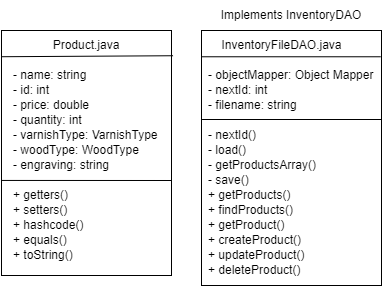 Implements InventoryDAO
Product.java
- name: string
- id: int
- price: double
- quantity: int
- varnishType: VarnishType
- woodType: WoodType
- engraving: string
+ getters()
+ setters()
+ hashcode()
+ equals()
+ toString()
InventoryFileDAO.java
- objectMapper: Object Mapper
- nextId: int
- filename: string
- nextId()
- load()
- getProductsArray()
- save()
+ getProducts()
+ findProducts()
+ getProduct()
+ createProduct()
+ updateProduct()
+ deleteProduct()